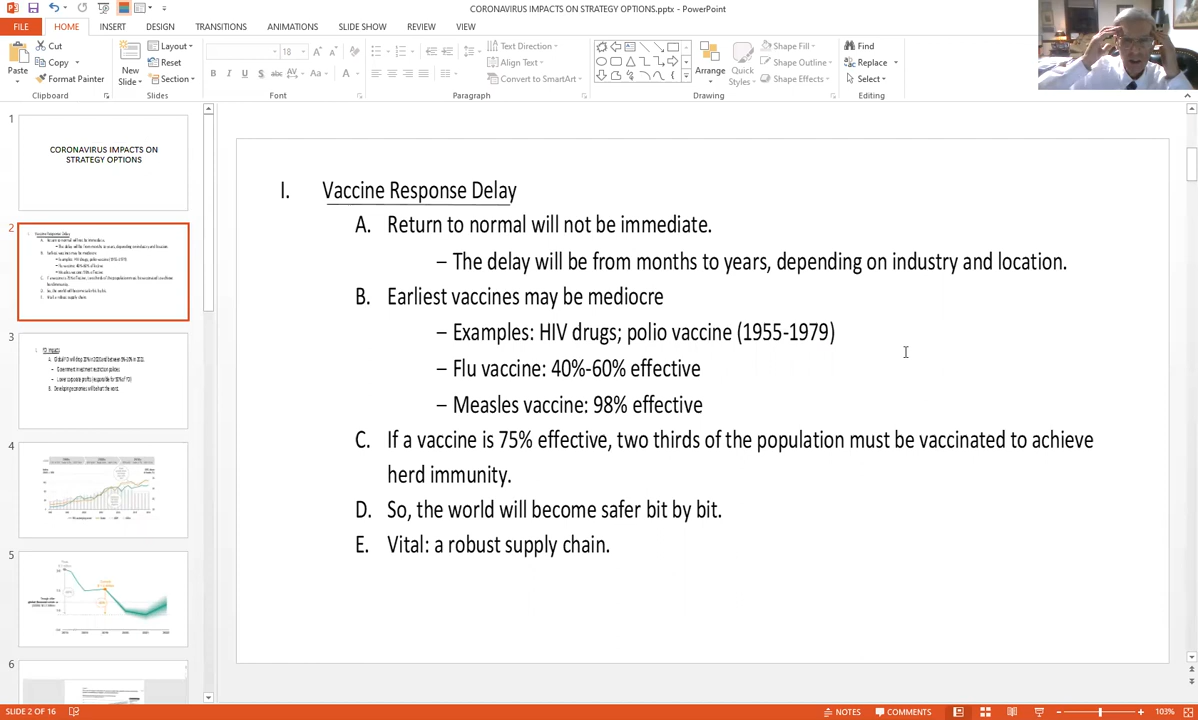 CORONAVIRUS IMPACTS ON STRATEGY OPTIONS.pptx - PowerPoint
FILE HOME INSERT DESIGN TRANSITIONS ANIMATIONS SLIDE SHOW REVIEW VIEW
Paste
Cut
Copy
Format Painter
Clipboard
New Slide
Layout
Reset
Section
Slides
18
B I U S abc AV Aa A
Font
Text Direction
Align Text
Convert to SmartArt
Paragraph
Arrange
Quick Styles
Shape Fill
Shape Outline
Shape Effects
Drawing
Find
Replace
Select
Editing
1
CORONAVIRUS IMPACTS ON
STRATEGY OPTIONS
2
3
4
5
6
I. Vaccine Response Delay
A. Return to normal will not be immediate.
– The delay will be from months to years, depending on industry and location.
B. Earliest vaccines may be mediocre
– Examples: HIV drugs; polio vaccine (1955-1979)
– Flu vaccine: 40%-60% effective
– Measles vaccine: 98% effective
C. If a vaccine is 75% effective, two thirds of the population must be vaccinated to achieve
herd immunity.
D. So, the world will become safer bit by bit.
E. Vital: a robust supply chain.
SLIDE 2 OF 16
NOTES
COMMENTS
103%